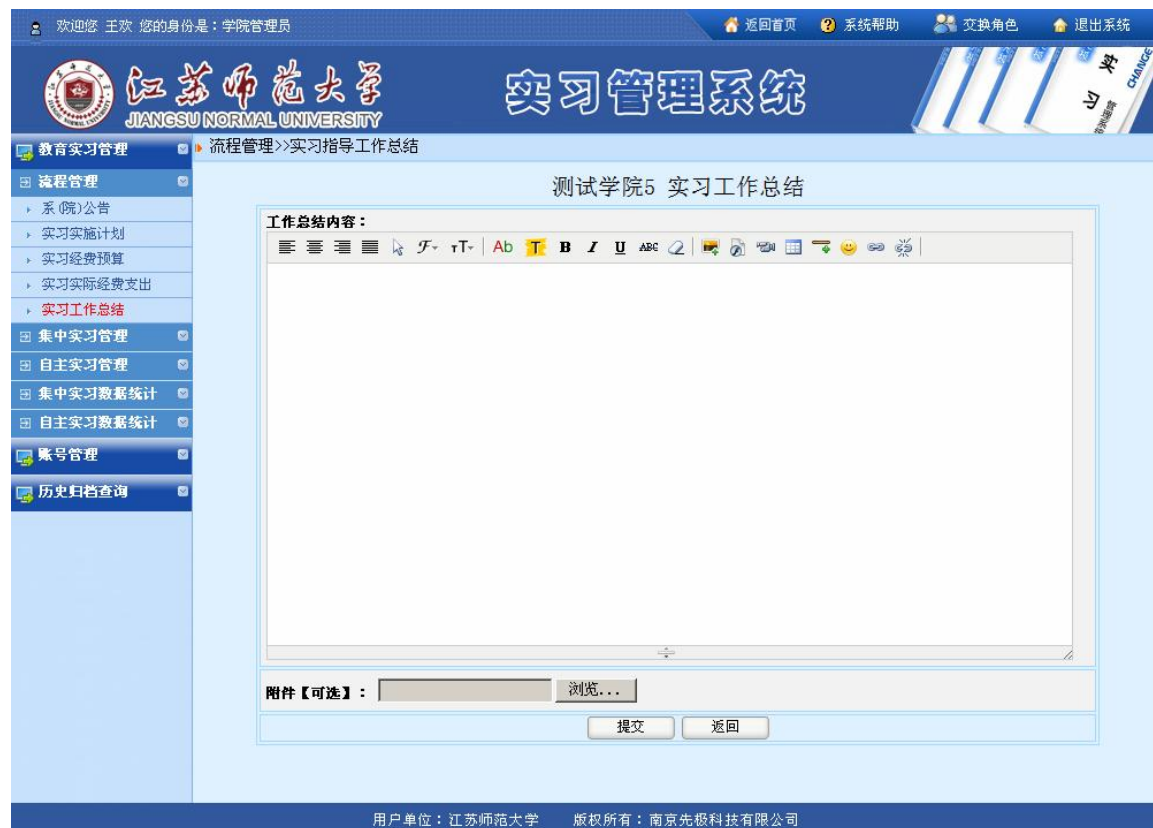 欢迎您 王欢 您的身份是：学院管理员 返回首页 系统帮助 交换角色 退出系统
江苏师范大学
JIANGSU NORMAL UNIVERSITY
实习管理系统
实习
CHANGE
教育实习管理
流程管理
系(院)公告
实习实施计划
实习经费预算
实习实际经费支出
实习工作总结
集中实习管理
自主实习管理
集中实习数据统计
自主实习数据统计
账号管理
历史归档查询
流程管理>>实习指导工作总结
测试学院5 实习工作总结
工作总结内容：
F TT Ab T B I U ABC
附件【可选】： 浏览...
提交 返回
用户单位：江苏师范大学 版权所有：南京先极科技有限公司